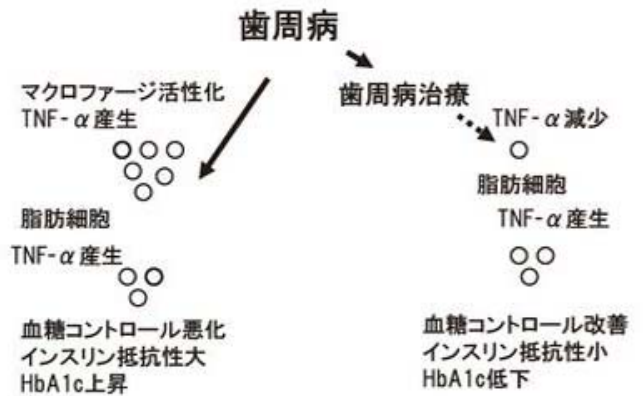 歯周病
マクロファージ活性化
TNF-α産生
脂肪細胞
TNF-α産生
血糖コントロール悪化
インスリン抵抗性大
HbA1c上昇
歯周病治療
TNF-α減少
脂肪細胞
TNF-α産生
血糖コントロール改善
インスリン抵抗性小
HbA1c低下